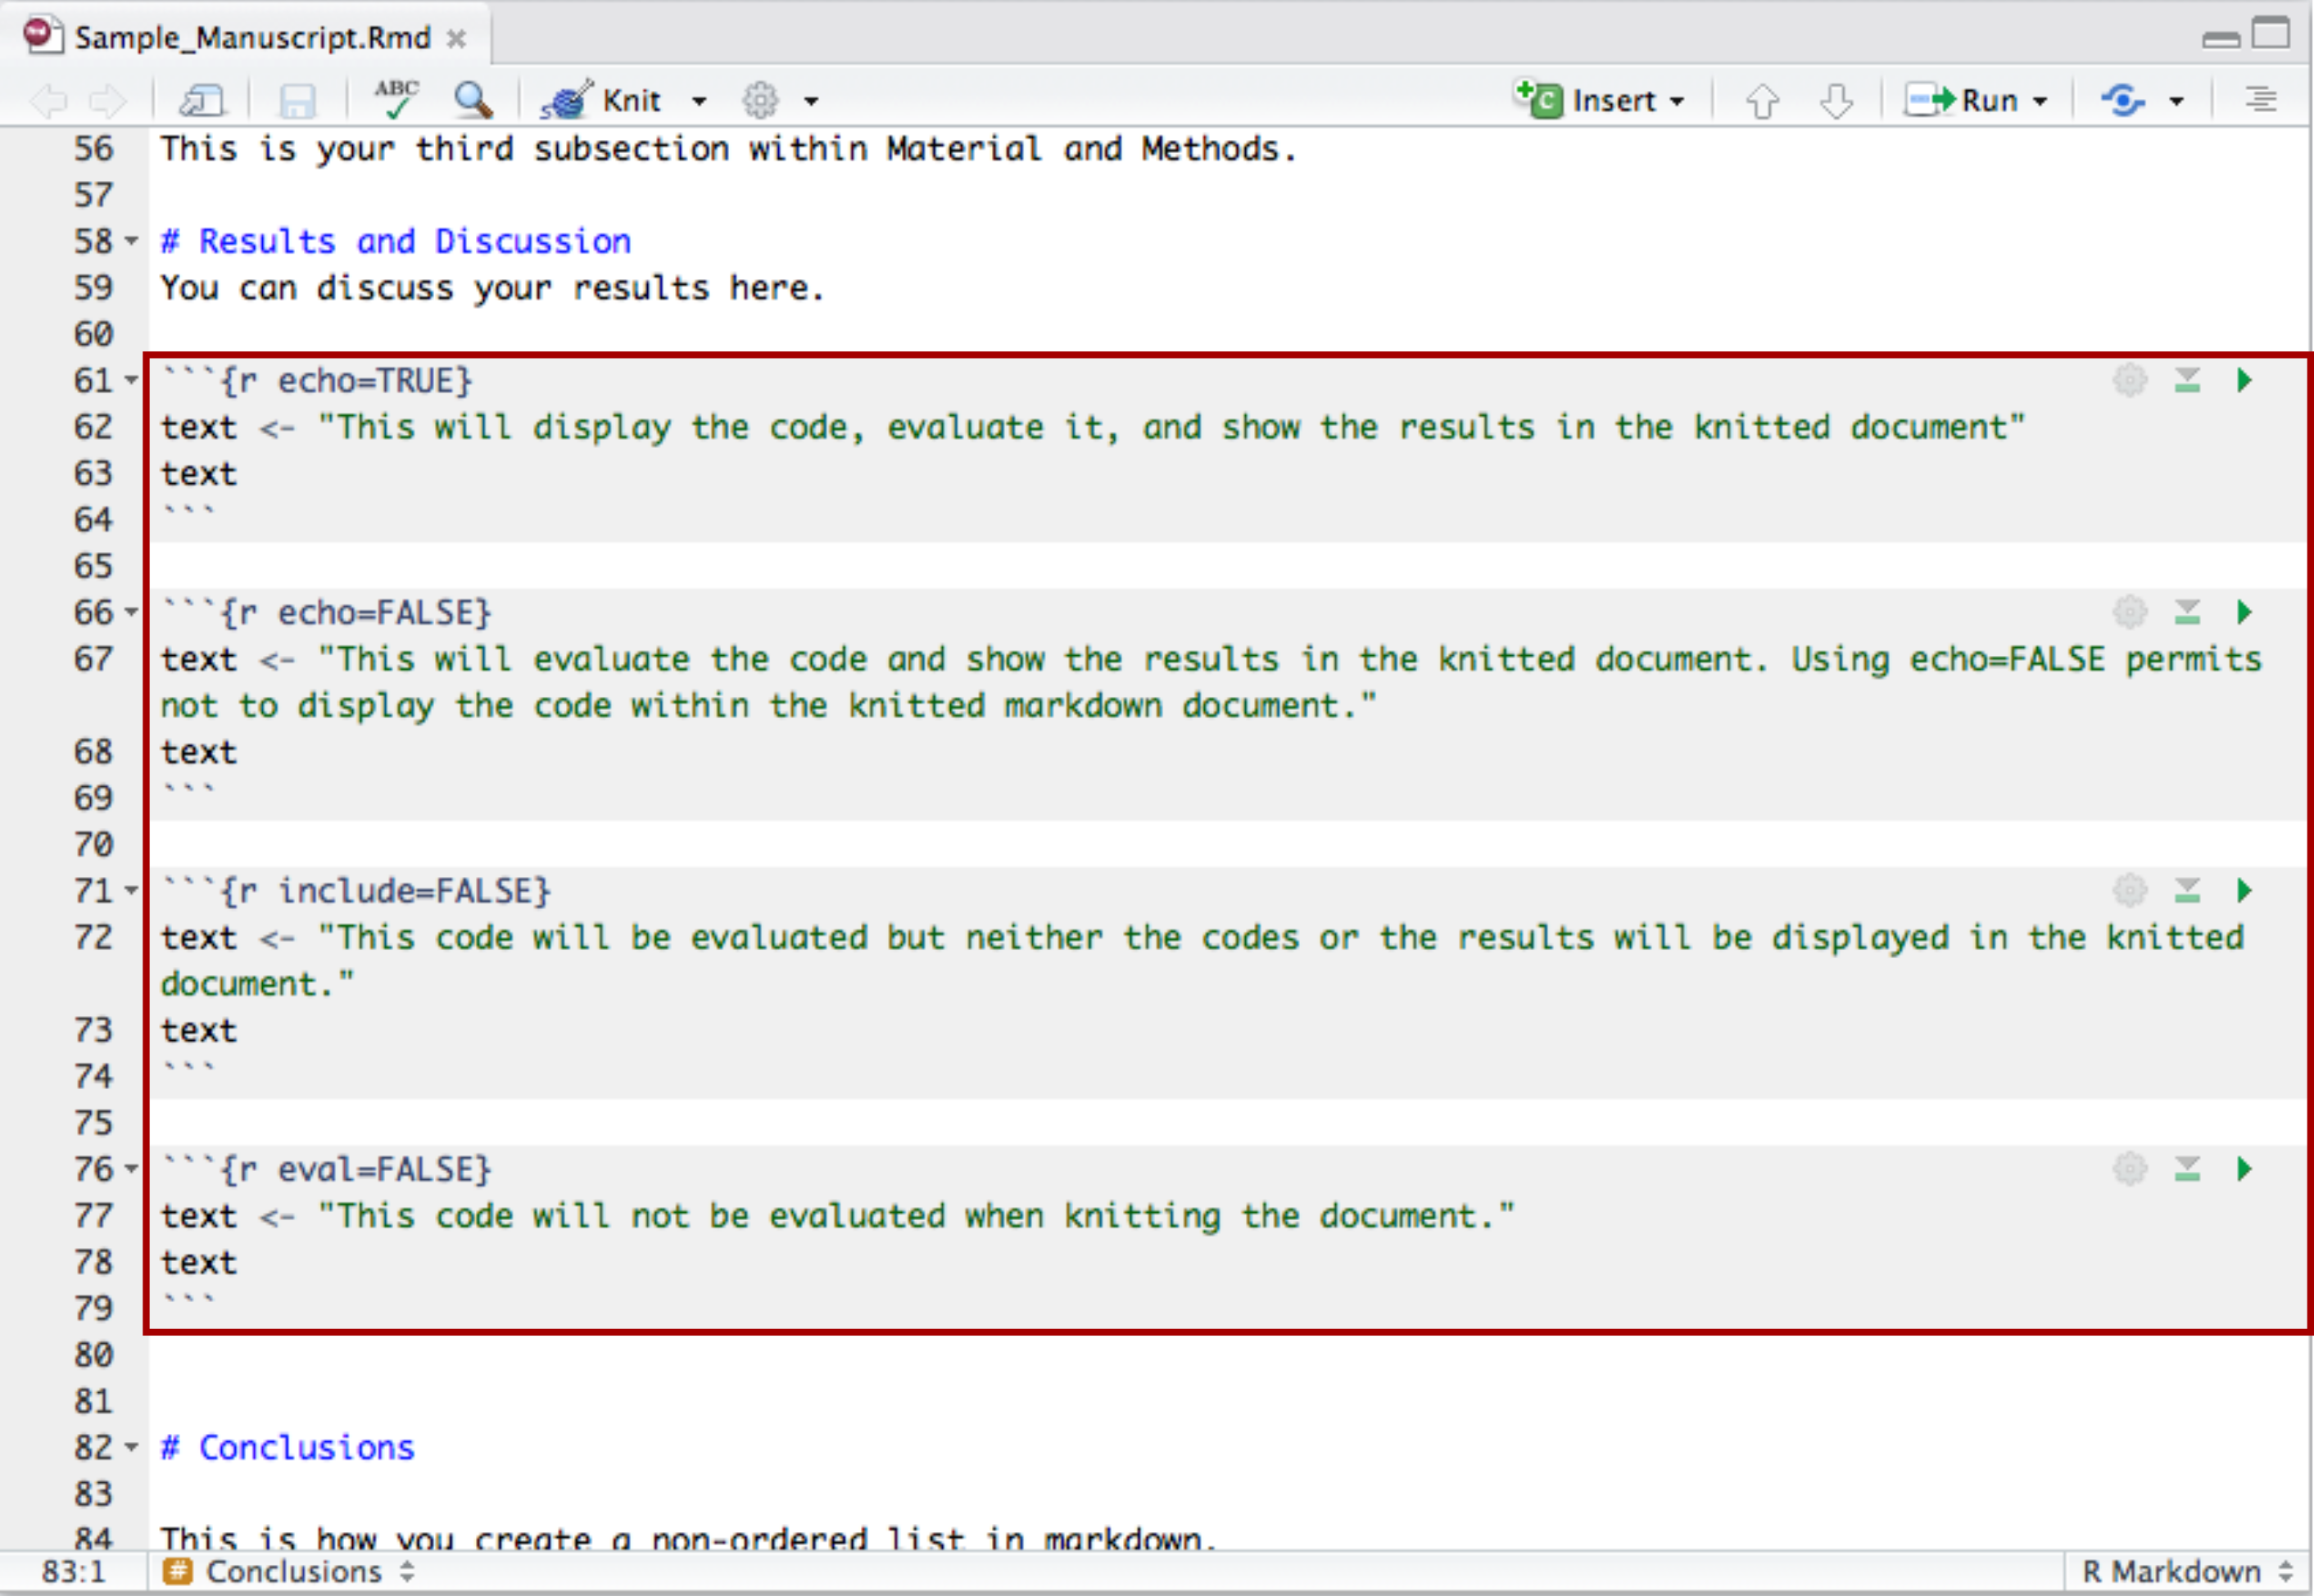 Sample_Manuscript.Rmd
ABC Knit Insert Run
56 This is your third subsection within Material and Methods.
57
58 # Results and Discussion
59 You can discuss your results here.
60
61 ```{r echo=TRUE}
62 text <- "This will display the code, evaluate it, and show the results in the knitted document"
63 text
64 ```
65
66 ```{r echo=FALSE}
67 text <- "This will evaluate the code and show the results in the knitted document. Using echo=FALSE permits
not to display the code within the knitted markdown document."
68 text
69 ```
70
71 ```{r include=FALSE}
72 text <- "This code will be evaluated but neither the codes or the results will be displayed in the knitted
document."
73 text
74 ```
75
76 ```{r eval=FALSE}
77 text <- "This code will not be evaluated when knitting the document."
78 text
79 ```
80
81
82 # Conclusions
83
84 This is how you create a non-ordered list in markdown.
83:1 # Conclusions R Markdown